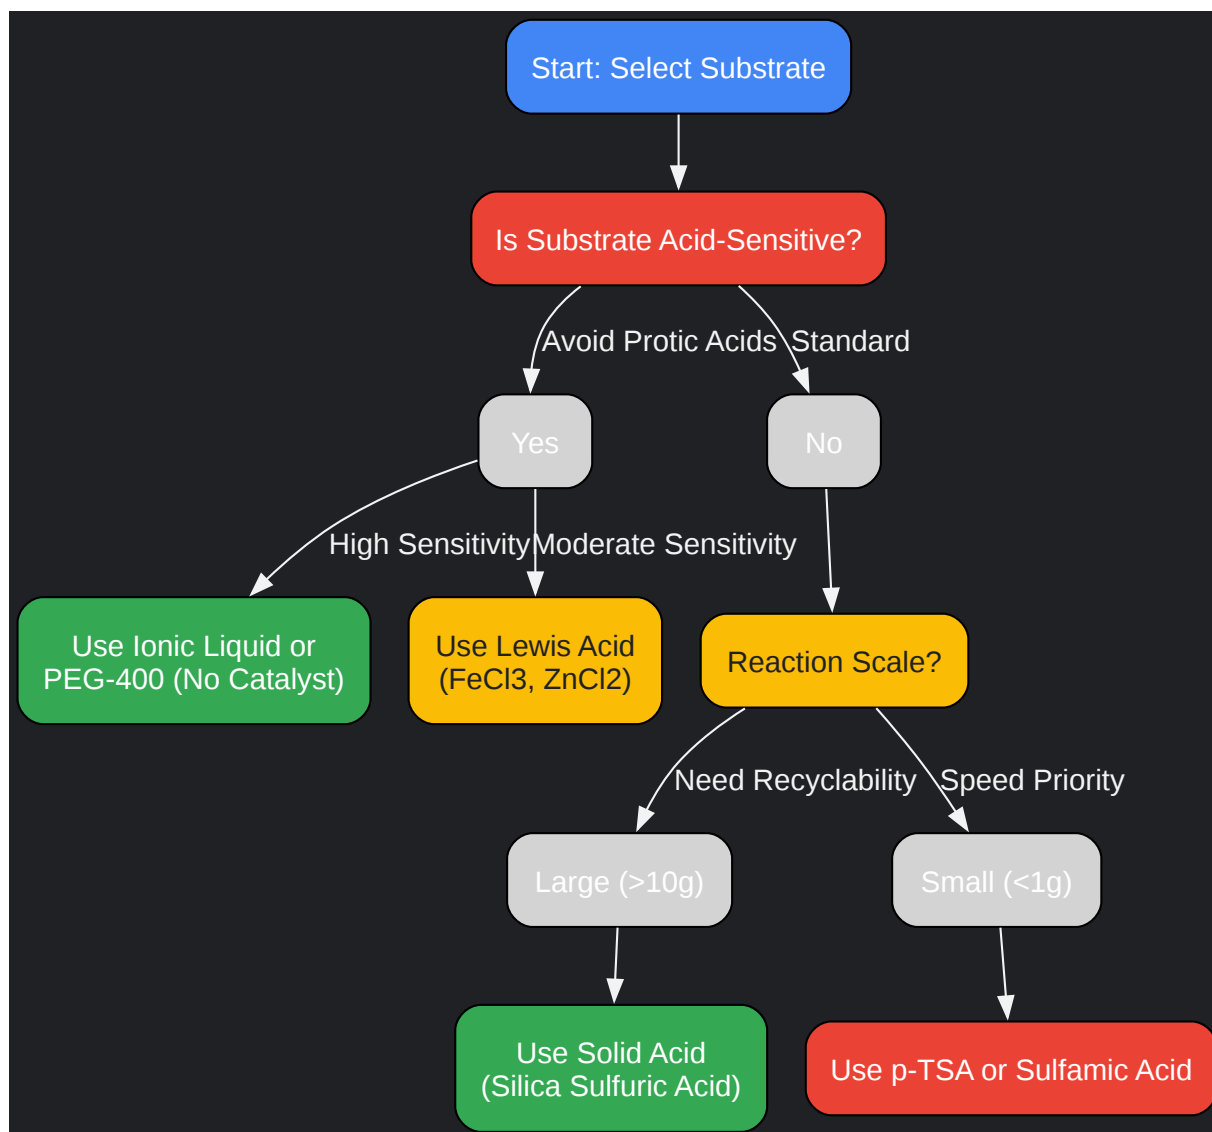 Start: Select Substrate
Is Substrate Acid-Sensitive?
Avoid Protic Acids
Standard
Yes
No
High Sensitivity
Moderate Sensitivity
Use Ionic Liquid or
PEG-400 (No Catalyst)
Use Lewis Acid
(FeCl3, ZnCl2)
Reaction Scale?
Need Recyclability
Speed Priority
Large (>10g)
Small (<1g)
Use Solid Acid
(Silica Sulfuric Acid)
Use p-TSA or Sulfamic Acid